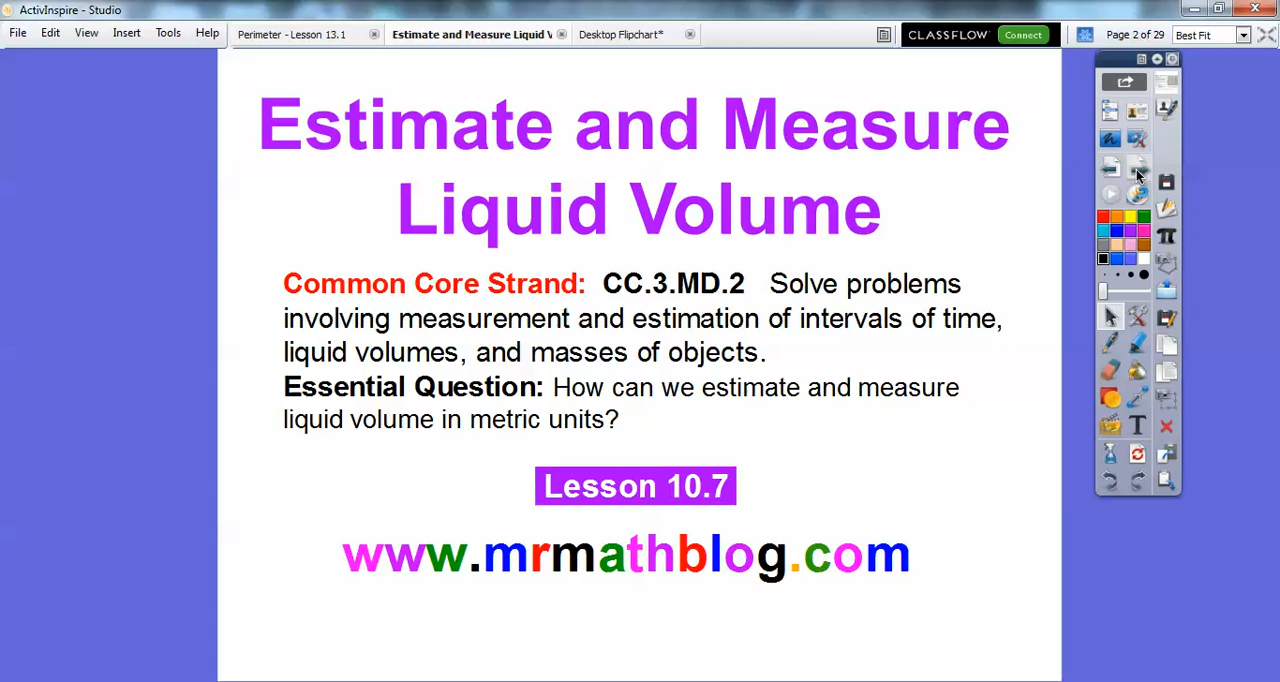 ActivInspire - Studio
File Edit View Insert Tools Help
Perimeter - Lesson 13.1
Estimate and Measure Liquid V
Desktop Flipchart*
CLASSFLOW Connect
Page 2 of 29
Best Fit
Estimate and Measure
Liquid Volume
Common Core Strand: CC.3.MD.2 Solve problems
involving measurement and estimation of intervals of time,
liquid volumes, and masses of objects.
Essential Question: How can we estimate and measure
liquid volume in metric units?
Lesson 10.7
www.mrmathblog.com